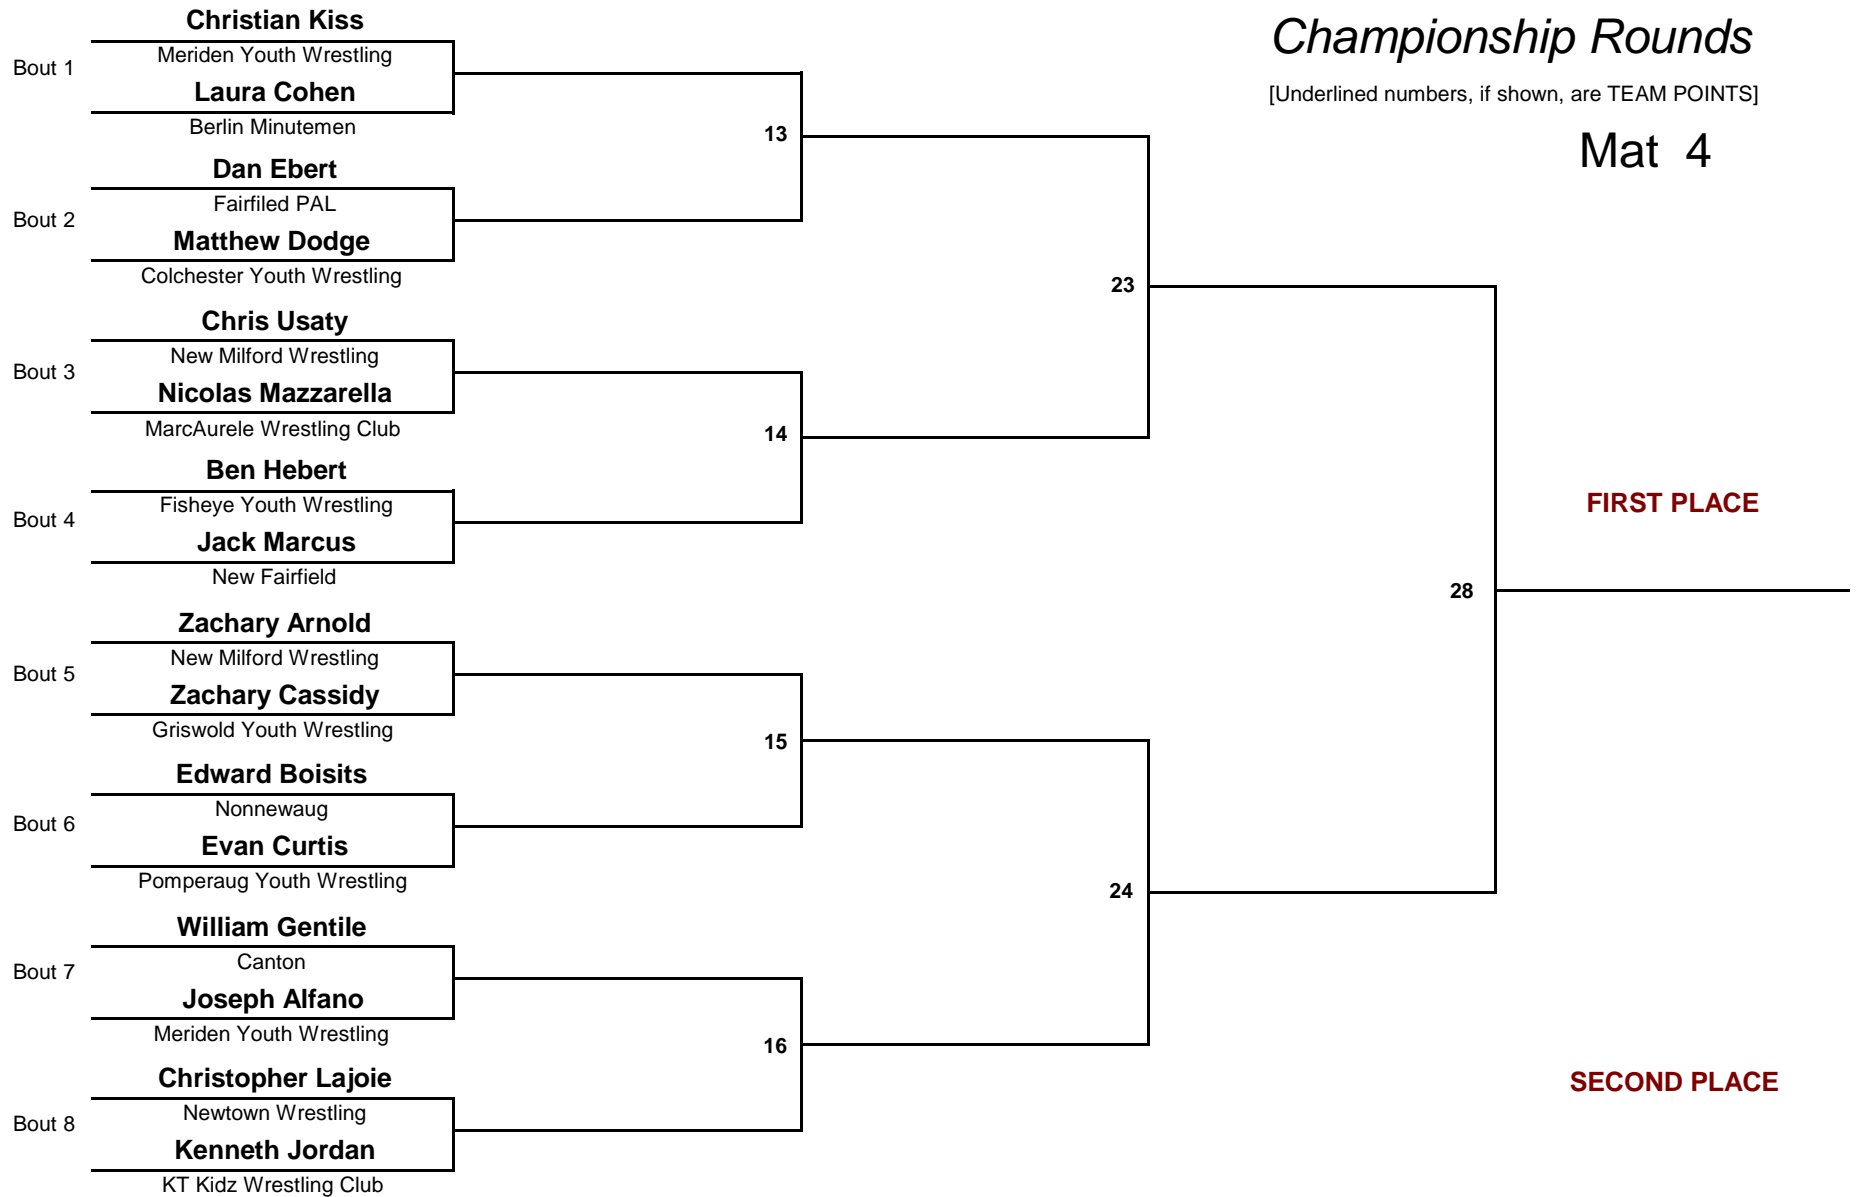 Championship Rounds
[Underlined numbers, if shown, are TEAM POINTS]
Mat 4
Christian Kiss
Bout 1
Meriden Youth Wrestling
Laura Cohen
Berlin Minutemen
13
Dan Ebert
Bout 2
Fairfiled PAL
Matthew Dodge
Colchester Youth Wrestling
23
Chris Usaty
Bout 3
New Milford Wrestling
Nicolas Mazzarella
MarcAurele Wrestling Club
14
Ben Hebert
Bout 4
Fisheye Youth Wrestling
Jack Marcus
New Fairfield
FIRST PLACE
28
Zachary Arnold
Bout 5
New Milford Wrestling
Zachary Cassidy
Griswold Youth Wrestling
15
Edward Boisits
Bout 6
Nonnewaug
Evan Curtis
Pomperaug Youth Wrestling
24
William Gentile
Bout 7
Canton
Joseph Alfano
Meriden Youth Wrestling
16
Christopher Lajoie
Bout 8
Newtown Wrestling
Kenneth Jordan
KT Kidz Wrestling Club
SECOND PLACE